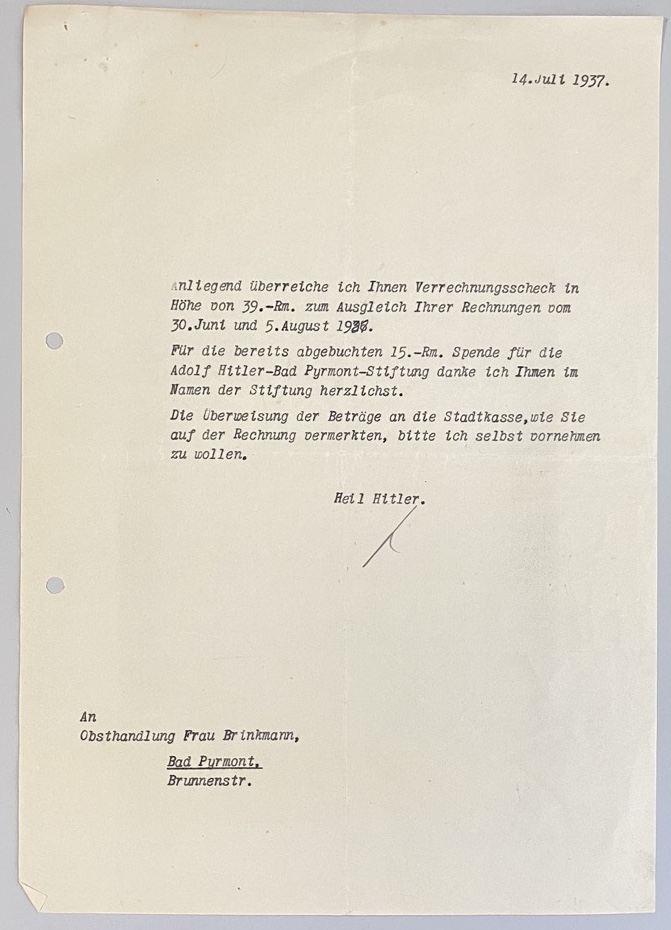 14.Juli 1937.
Anliegend überreiche ich Ihnen Verrechnungsscheck in
Höhe von 39.-Rm. zum Ausgleich Ihrer Rechnungen vom
30.Juni und 5.August
Für die bereits abgebuchten 15.-Rm. Spende für die
Adolf Hitler-Bad Pyrmont-Stiftung danke ich Ihnen im
Namen der Stiftung herzlichst.
Die Überweisung der Beträge an die Stadtkasse,wie Sie
auf der Rechnung vermerkten, bitte ich selbst vornehmen
zu wollen.
Heil Hitler.
An
Obsthandlung Frau Brinkmann,
Bad Pyrmont,
Brunnenstr.